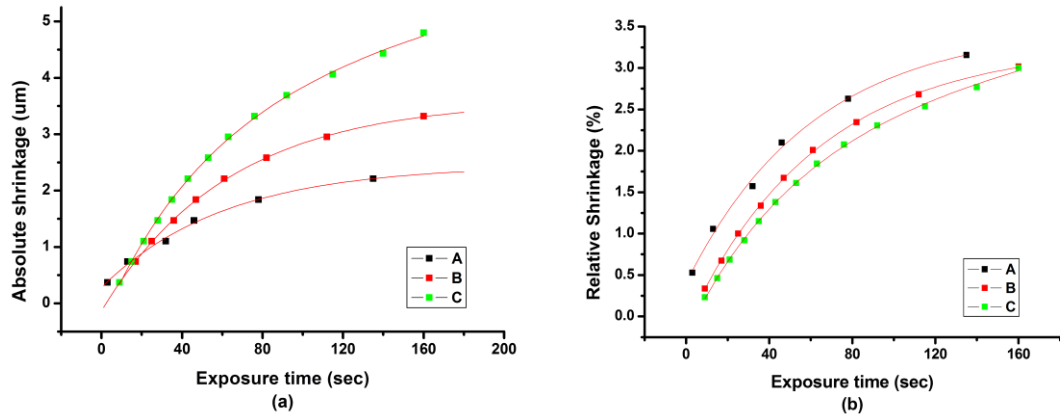 Absolute shrinkage (um)
5
4
3
2
1
0
A
B
C
0 40 80 120 160 200
Exposure time (sec)
(a)
Relative Shrinkage (%)
3.5
3.0
2.5
2.0
1.5
1.0
0.5
0.0
A
B
C
0 40 80 120 160
Exposure time (sec)
(b)